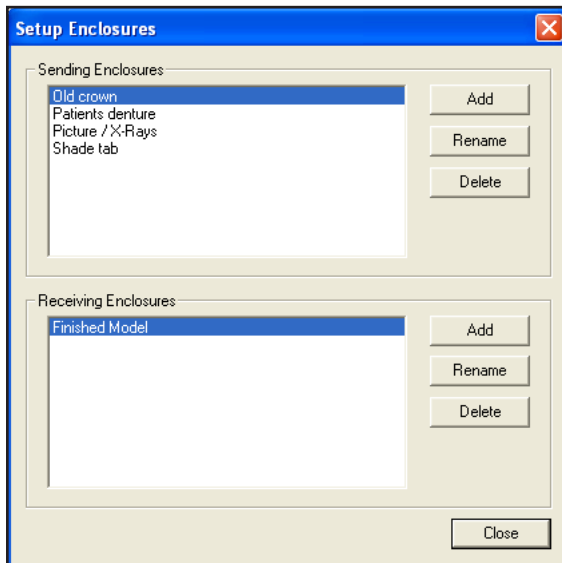 Setup Enclosures
Sending Enclosures
Old crown
Patients denture
Picture / X-Rays
Shade tab
Add
Rename
Delete
Receiving Enclosures
Finished Model
Add
Rename
Delete
Close